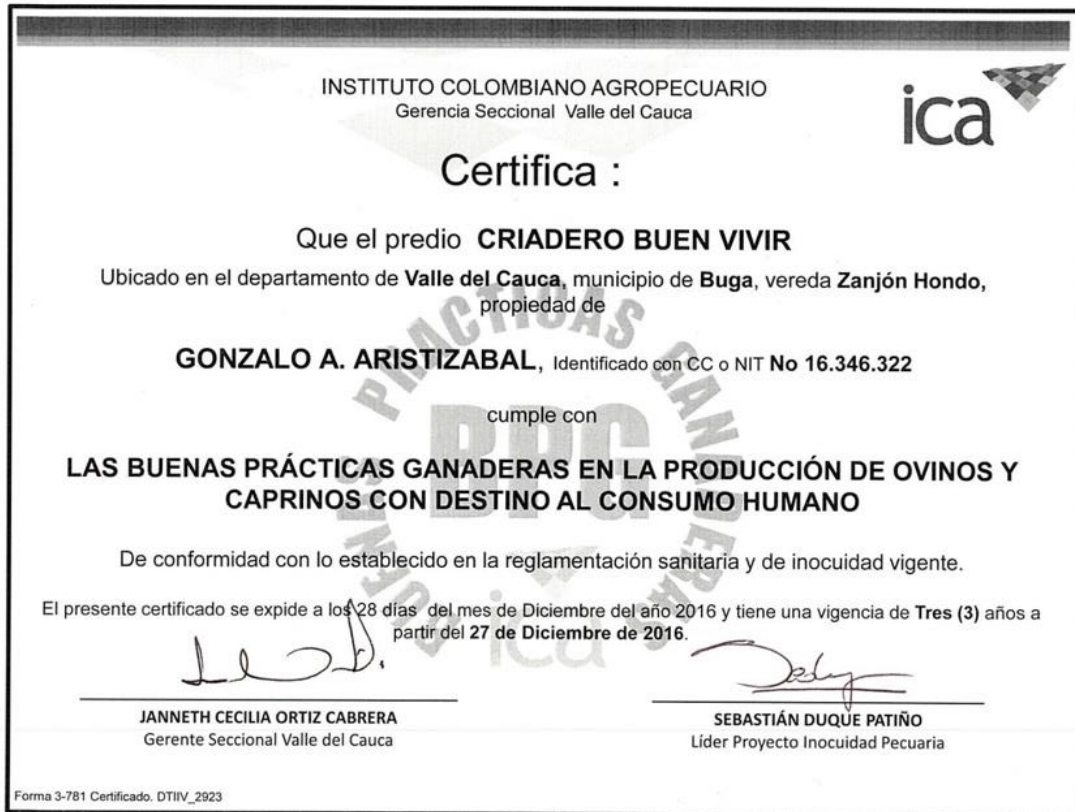 INSTITUTO COLOMBIANO AGROPECUARIO
Gerencia Seccional Valle del Cauca
ica
Certifica :
Que el predio CRIADERO BUEN VIVIR
Ubicado en el departamento de Valle del Cauca, municipio de Buga, vereda Zanjón Hondo,
propiedad de
GONZALO A. ARISTIZABAL, Identificado con CC o NIT No 16.346.322
cumple con
LAS BUENAS PRÁCTICAS GANADERAS EN LA PRODUCCIÓN DE OVINOS Y
CAPRINOS CON DESTINO AL CONSUMO HUMANO
De conformidad con lo establecido en la reglamentación sanitaria y de inocuidad vigente.
El presente certificado se expide a los 28 días del mes de Diciembre del año 2016 y tiene una vigencia de Tres (3) años a
partir del 27 de Diciembre de 2016.
BUENAS PRACTICAS GANADERAS
BPG
ica
JANNETH CECILIA ORTIZ CABRERA
Gerente Seccional Valle del Cauca
SEBASTIÁN DUQUE PATIÑO
Líder Proyecto Inocuidad Pecuaria
Forma 3-781 Certificado. DTIIV_2923